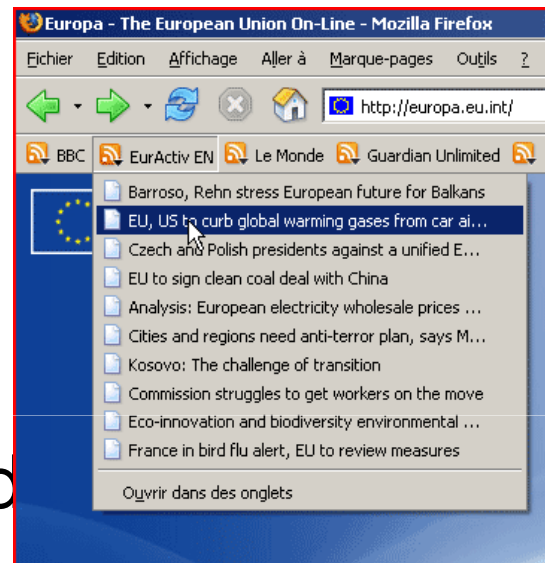 Europa - The European Union On-Line - Mozilla Firefox
Fichier Edition Affichage Aller à Marque-pages Outils ?
http://europa.eu.int/
BBC EurActiv EN Le Monde Guardian Unlimited
Barroso, Rehn stress European future for Balkans
EU, US to curb global warming gases from car ai...
Czech and Polish presidents against a unified E...
EU to sign clean coal deal with China
Analysis: European electricity wholesale prices ...
Cities and regions need anti-terror plan, says M...
Kosovo: The challenge of transition
Commission struggles to get workers on the move
Eco-innovation and biodiversity environmental ...
France in bird flu alert, EU to review measures
d
Ouvrir dans des onglets